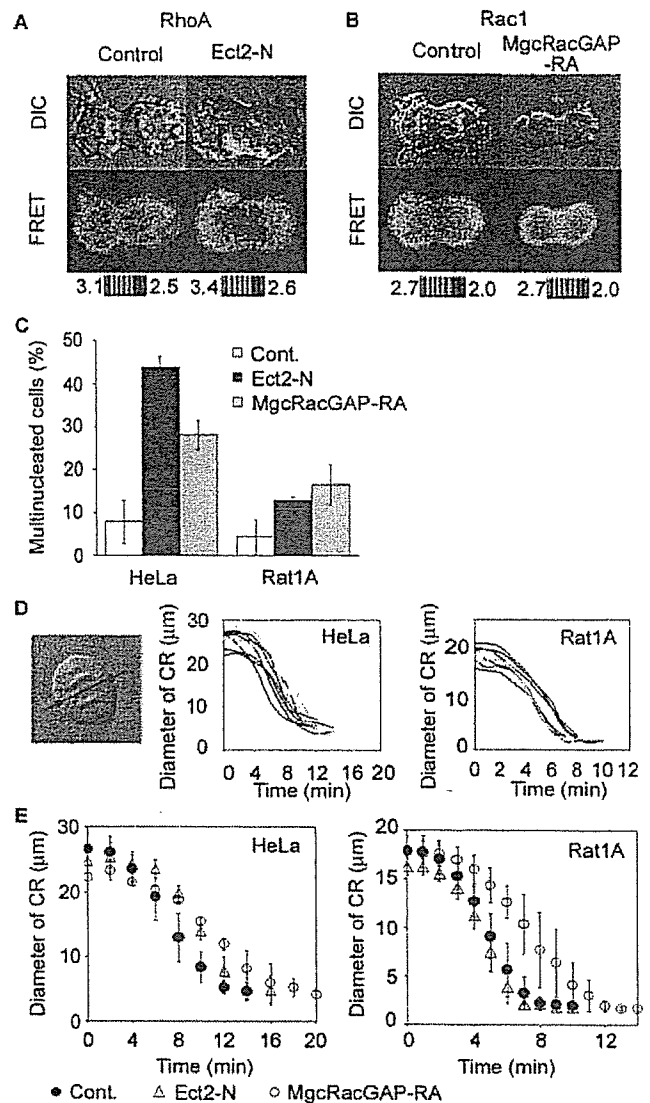 A
RhoA
Control Ect2-N
DIC
FRET
3.1 2.5 3.4 2.6
B
Rac1
Control MgcRacGAP
-RA
DIC
FRET
2.7 2.0 2.7 2.0
C
Multinucleated cells (%)
50
40
30
20
10
0
Cont.
Ect2-N
MgcRacGAP-RA
HeLa Rat1A
D
Diameter of CR (μm)
30
20
10
0
HeLa
0 4 8 12 16 20
Time (min)
Diameter of CR (μm)
20
10
0
Rat1A
0 2 4 6 8 10 12
Time (min)
E
Diameter of CR (μm)
30
20
10
0
HeLa
0 4 8 12 16 20
Time (min)
Diameter of CR (μm)
20
15
10
5
0
Rat1A
0 4 8 12
Time (min)
Cont. Ect2-N MgcRacGAP-RA